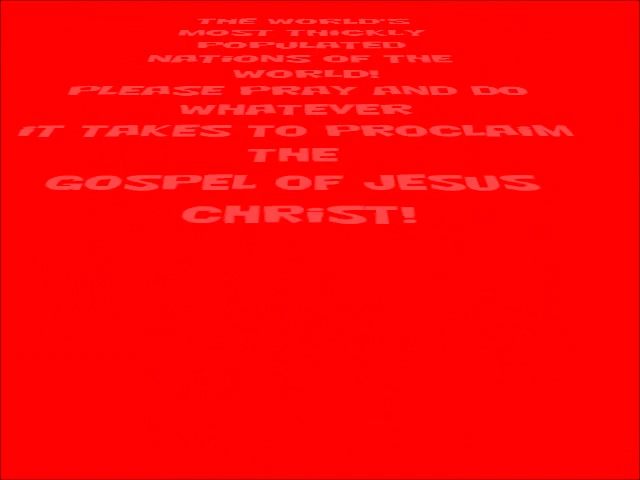 THE WORLD'S
MOST THICKLY
POPULATED
NATIONS OF THE
WORLD!
PLEASE PRAY AND DO
WHATEVER
IT TAKES TO PROCLAIM
THE
GOSPEL OF JESUS
CHRIST!